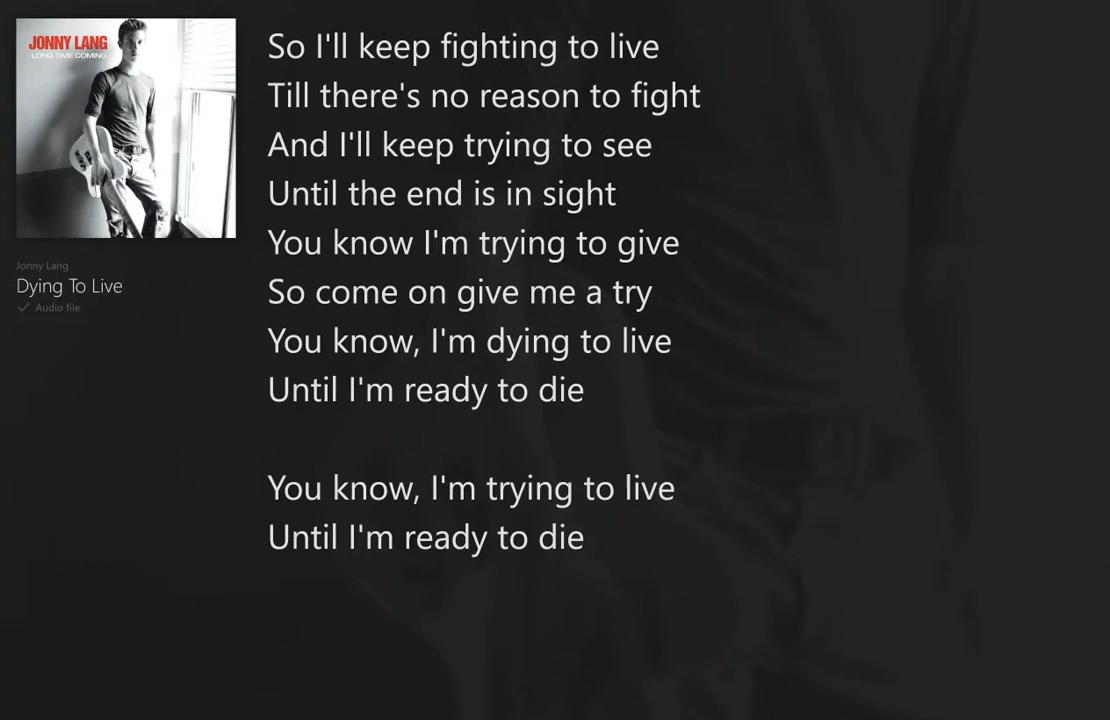 JONNY LANG
LONG TIME COMING
Jonny Lang
Dying To Live
Audio file
So I'll keep fighting to live
Till there's no reason to fight
And I'll keep trying to see
Until the end is in sight
You know I'm trying to give
So come on give me a try
You know, I'm dying to live
Until I'm ready to die
You know, I'm trying to live
Until I'm ready to die